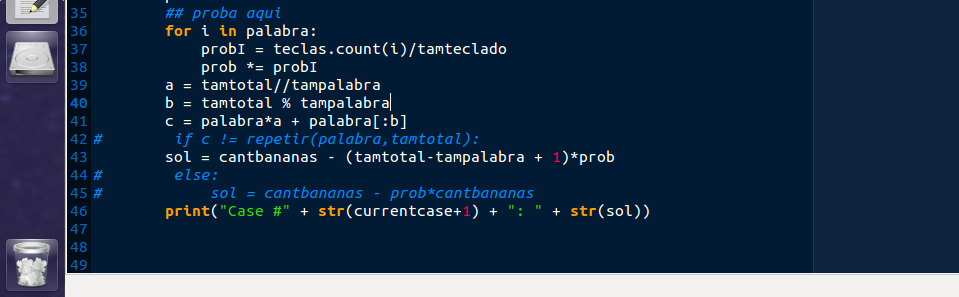 35 ## proba aqui
36 for i in palabra:
37 probI = teclas.count(i)/tamteclado
38 prob *= probI
39 a = tamtotal//tampalabra
40 b = tamtotal % tampalabra
41 c = palabra*a + palabra[:b]
42 # if c != repetir(palabra,tamtotal):
43 sol = cantbananas - (tamtotal-tampalabra + 1)*prob
44 # else:
45 # sol = cantbananas - prob*cantbananas
46 print("Case #" + str(currentcase+1) + ": " + str(sol))
47
48
49